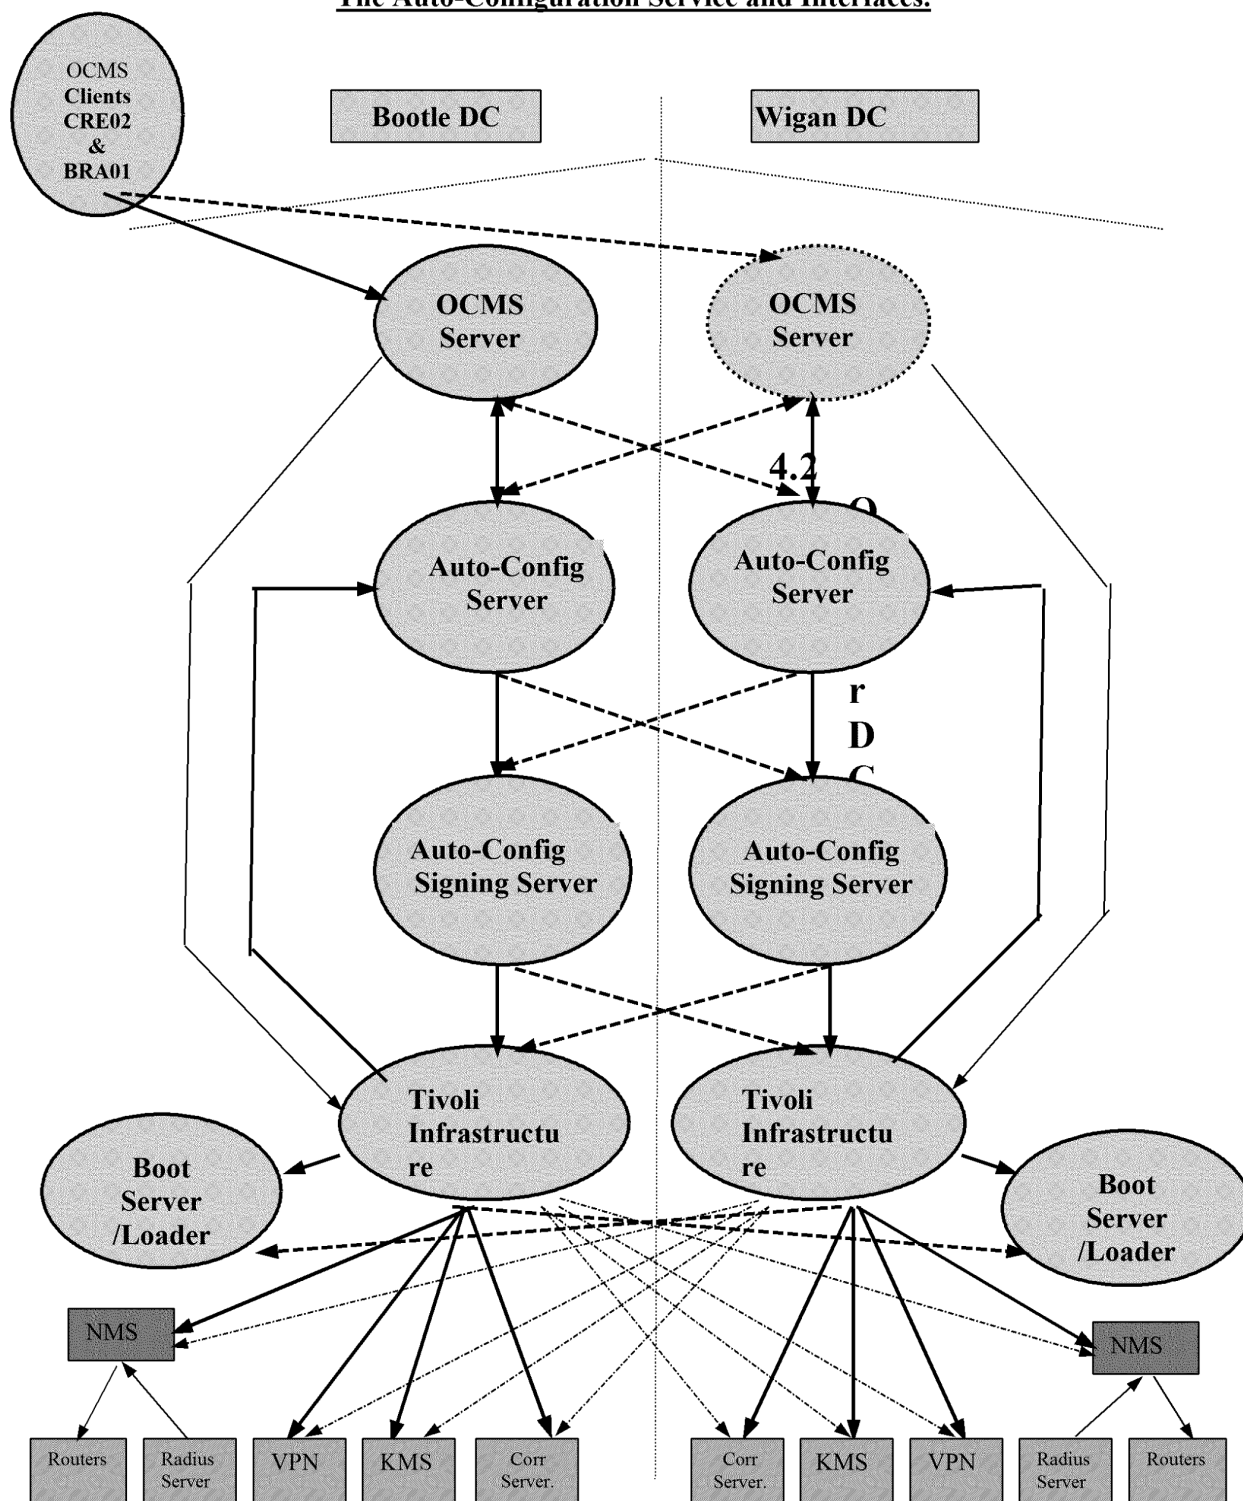 The Auto-Configuration Service and Interfaces.
OCMS
Clients
CRE02
&
BRA01
Bootle DC
Wigan DC
OCMS
Server
OCMS
Server
4.2
Auto-Config
Server
Auto-Config
Server
r
D
C
Auto-Config
Signing Server
Auto-Config
Signing Server
Tivoli
Infrastructu
re
Tivoli
Infrastructu
re
Boot
Server
/Loader
Boot
Server
/Loader
NMS
NMS
Routers
Radius
Server
VPN
KMS
Corr
Server.
Corr
Server.
KMS
VPN
Radius
Server
Routers